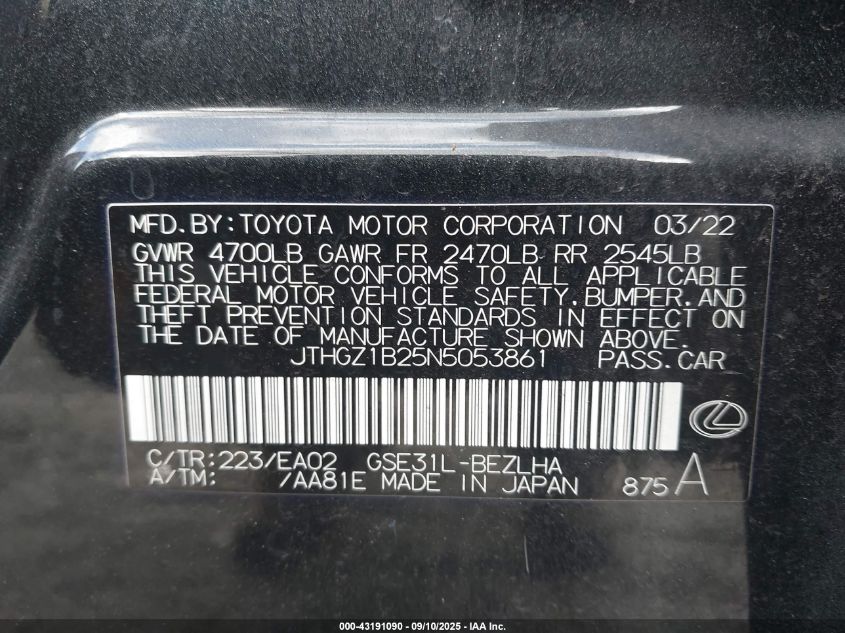 MFD.BY:TOYOTA MOTOR CORPORATION 03/22
GVWR 4700LB GAWR FR 2470LB RR 2545LB
THIS VEHICLE CONFORMS TO ALL APPLICABLE
FEDERAL MOTOR VEHICLE SAFETY.BUMPER.AND
THEFT PREVENTION STANDARDS IN EFFECT ON
THE DATE OF MANUFACTURE SHOWN ABOVE.
JTHGZ1B25N5053861 PASS.CAR
C/TR:223/EA02 GSE31L-BEZLHA
A/TM: /AA81E MADE IN JAPAN 875 A
000-43191090 - 09/10/2025 - IAA Inc.